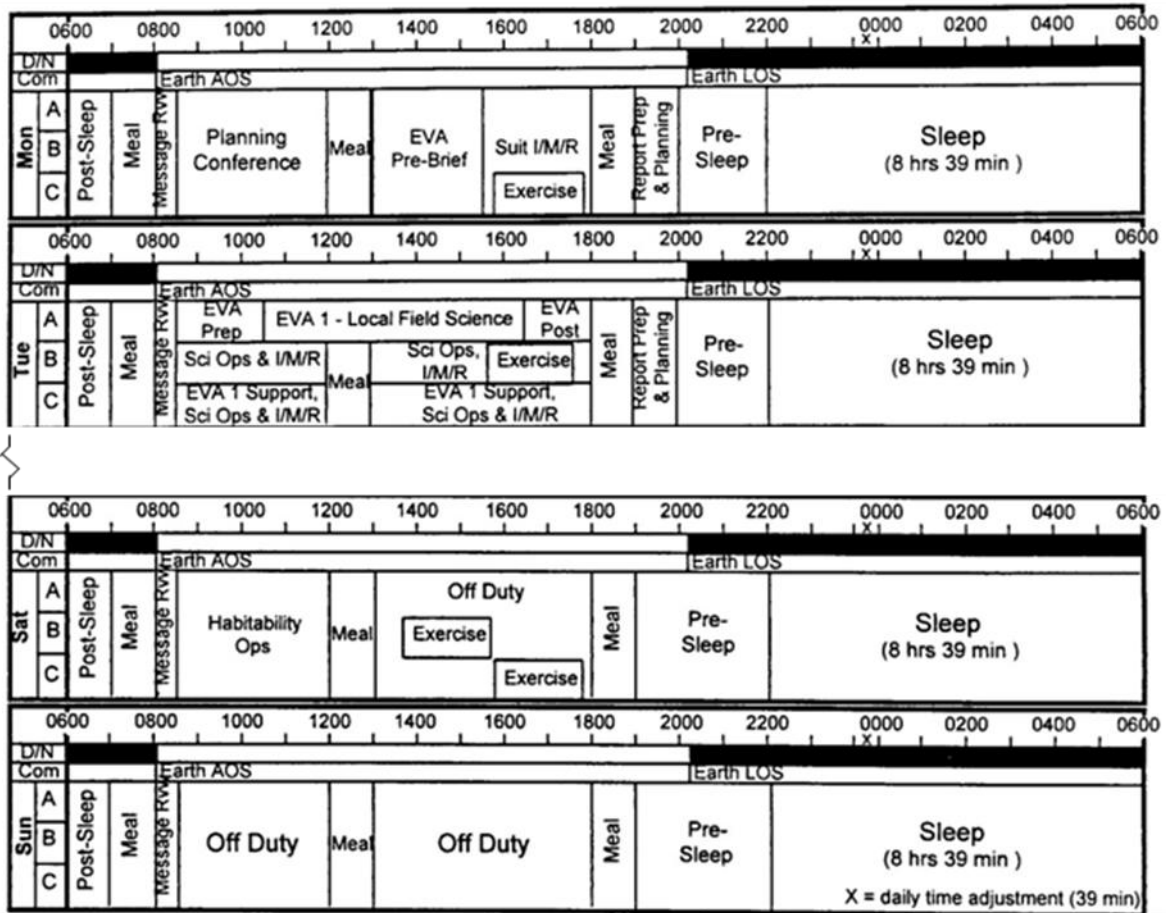 0600 0800 1000 1200 1400 1600 1800 2000 2200 0000 0200 0400 0600
X
D/N
Com Earth AOS Earth LOS
Mon
A
B
C
Post-Sleep
Meal
Message Rvw
Planning
Conference
Meal
EVA
Pre-Brief
Suit I/M/R
Exercise
Meal
Report Prep
& Planning
Pre-
Sleep
Sleep
(8 hrs 39 min )
0600 0800 1000 1200 1400 1600 1800 2000 2200 0000 0200 0400 0600
X
D/N
Com Earth AOS Earth LOS
Tue
A
B
C
Post-Sleep
Meal
Message Rvw
EVA
Prep
EVA 1 - Local Field Science
EVA
Post
Sci Ops & I/M/R
Meal
Sci Ops,
I/M/R
Exercise
EVA 1 Support,
Sci Ops & I/M/R
EVA 1 Support,
Sci Ops & I/M/R
Meal
Report Prep
& Planning
Pre-
Sleep
Sleep
(8 hrs 39 min )
0600 0800 1000 1200 1400 1600 1800 2000 2200 0000 0200 0400 0600
X
D/N
Com Earth AOS Earth LOS
Sat
A
B
C
Post-Sleep
Meal
Message Rvw
Habitability
Ops
Meal
Off Duty
Exercise
Exercise
Meal
Pre-
Sleep
Sleep
(8 hrs 39 min )
0600 0800 1000 1200 1400 1600 1800 2000 2200 0000 0200 0400 0600
X
D/N
Com Earth AOS Earth LOS
Sun
A
B
C
Post-Sleep
Meal
Message Rvw
Off Duty
Meal
Off Duty
Meal
Pre-
Sleep
Sleep
(8 hrs 39 min )
X = daily time adjustment (39 min)